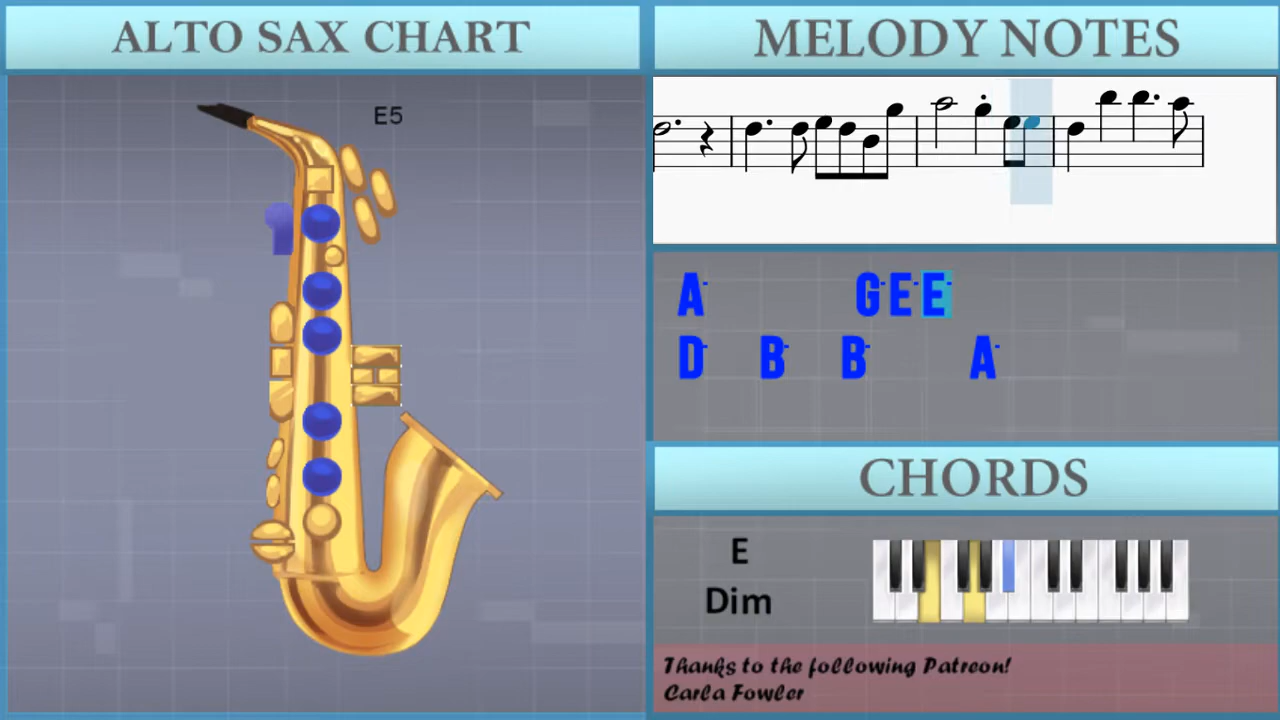 ALTO SAX CHART
E5
MELODY NOTES
A G E E
D B B A
CHORDS
E
Dim
Thanks to the following Patreon!
Carla Fowler